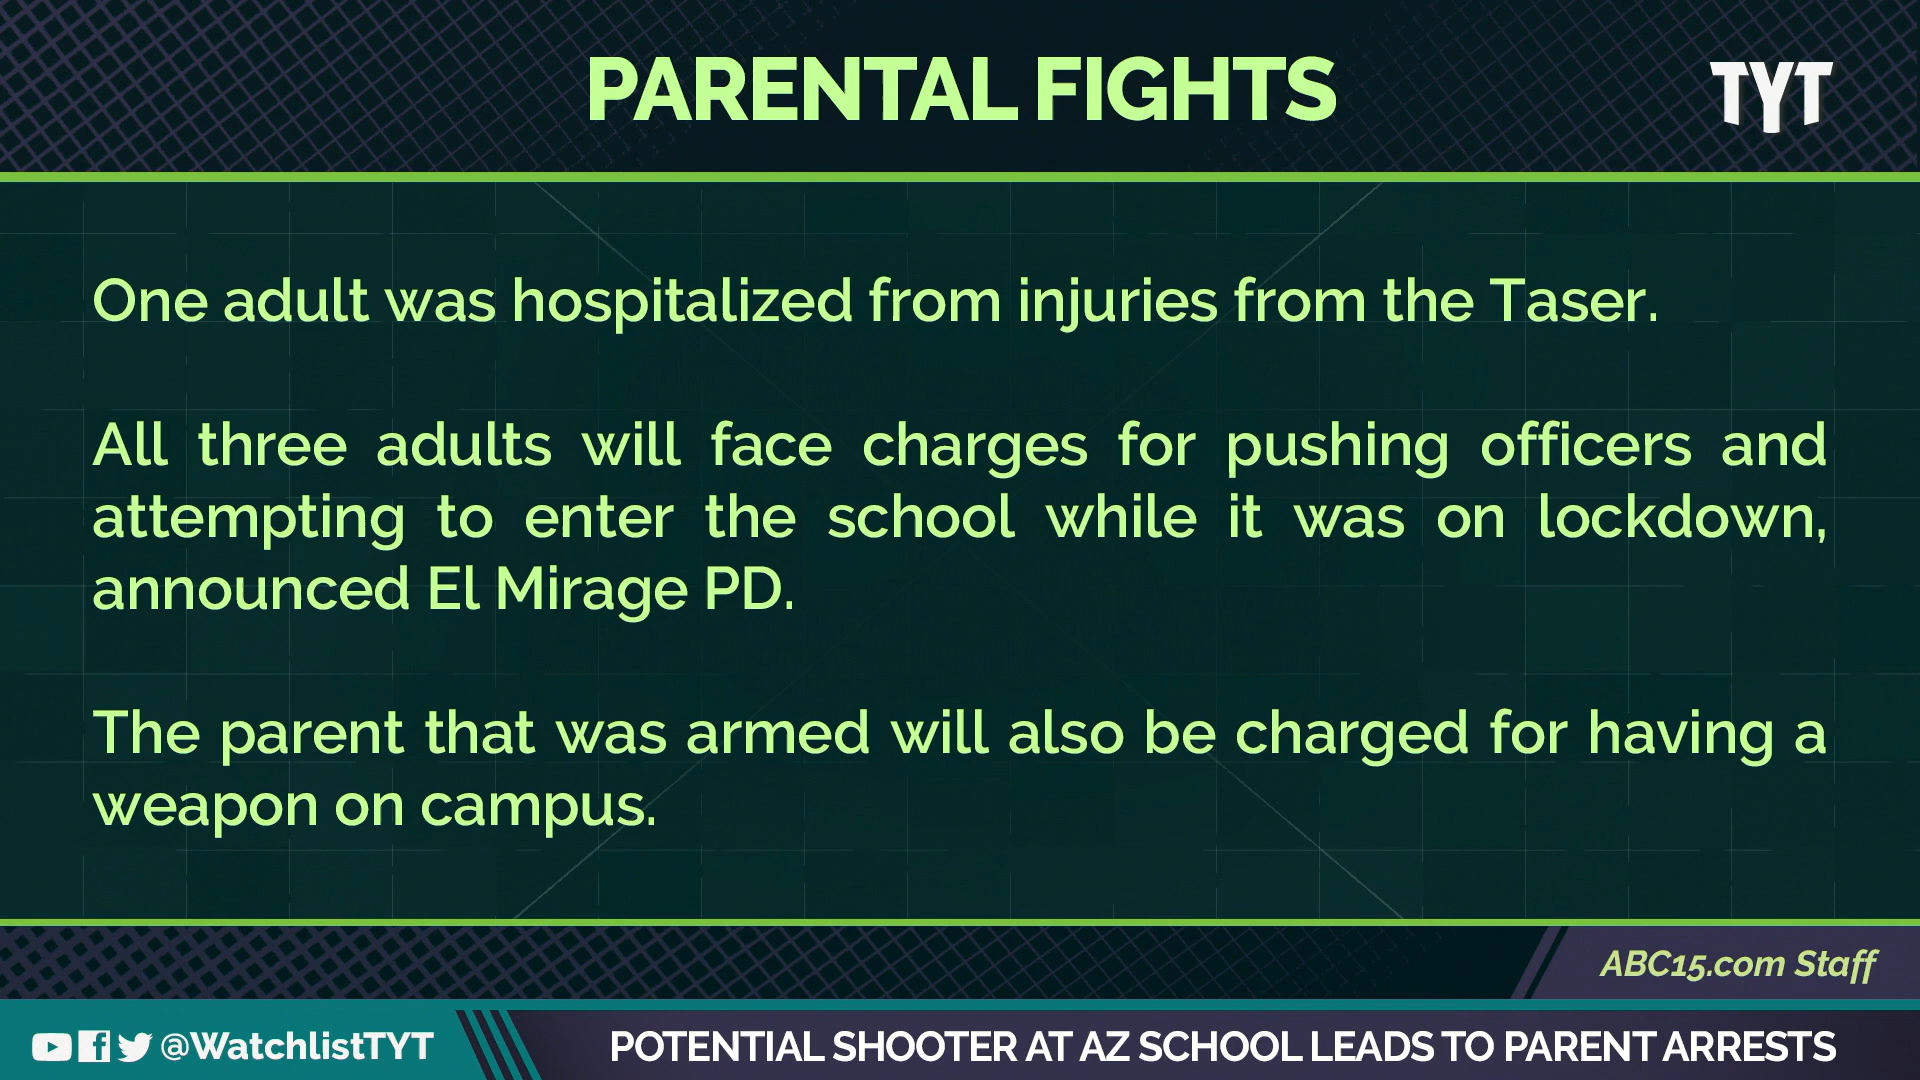 PARENTAL FIGHTS
TYT
One adult was hospitalized from injuries from the Taser.
All three adults will face charges for pushing officers and
attempting to enter the school while it was on lockdown,
announced El Mirage PD.
The parent that was armed will also be charged for having a
weapon on campus.
ABC15.com Staff
@WatchlistTYT
POTENTIAL SHOOTER AT AZ SCHOOL LEADS TO PARENT ARRESTS